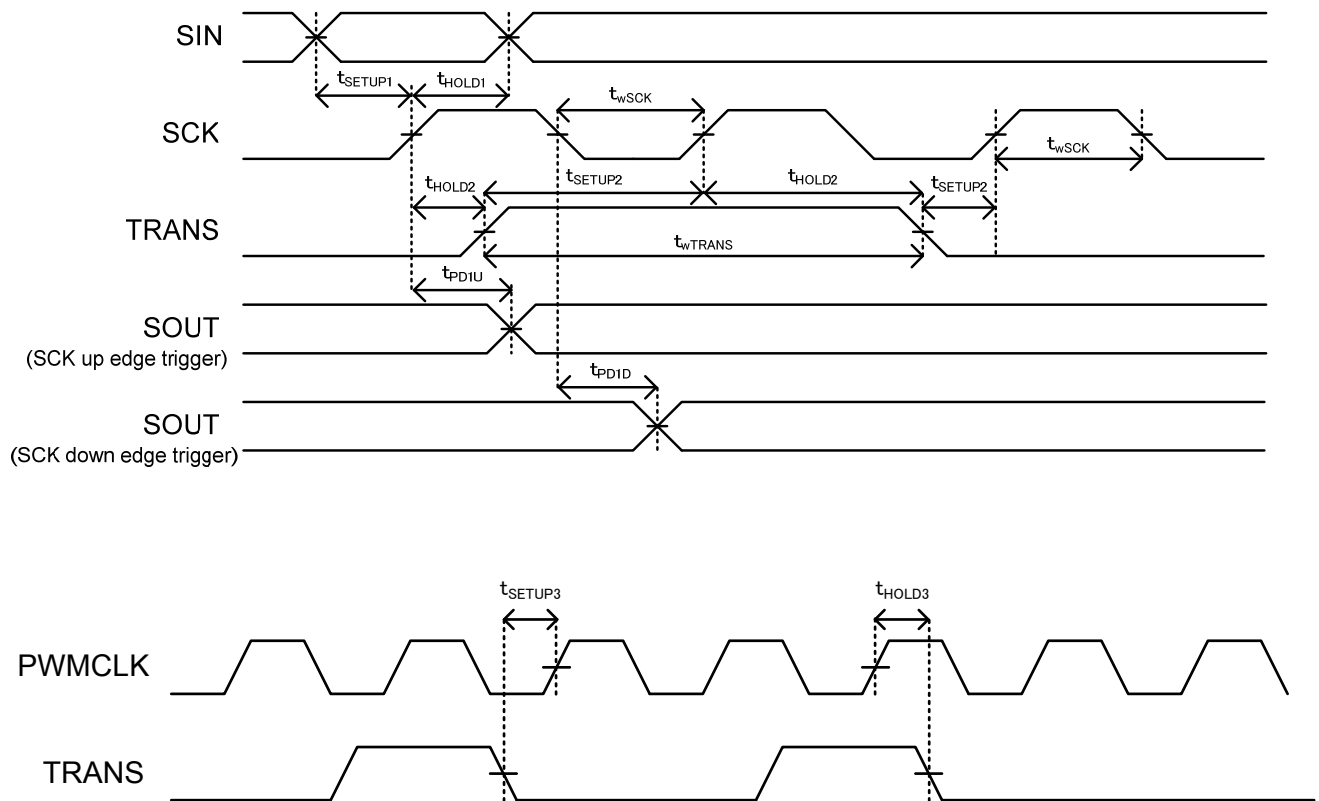 SIN
tSETUP1 tHOLD1
twSCK
SCK
twSCK
tHOLD2 tSETUP2 tHOLD2 tSETUP2
TRANS
twTRANS
tPD1U
SOUT
(SCK up edge trigger)
tPD1D
SOUT
(SCK down edge trigger)
tSETUP3 tHOLD3
PWMCLK
TRANS